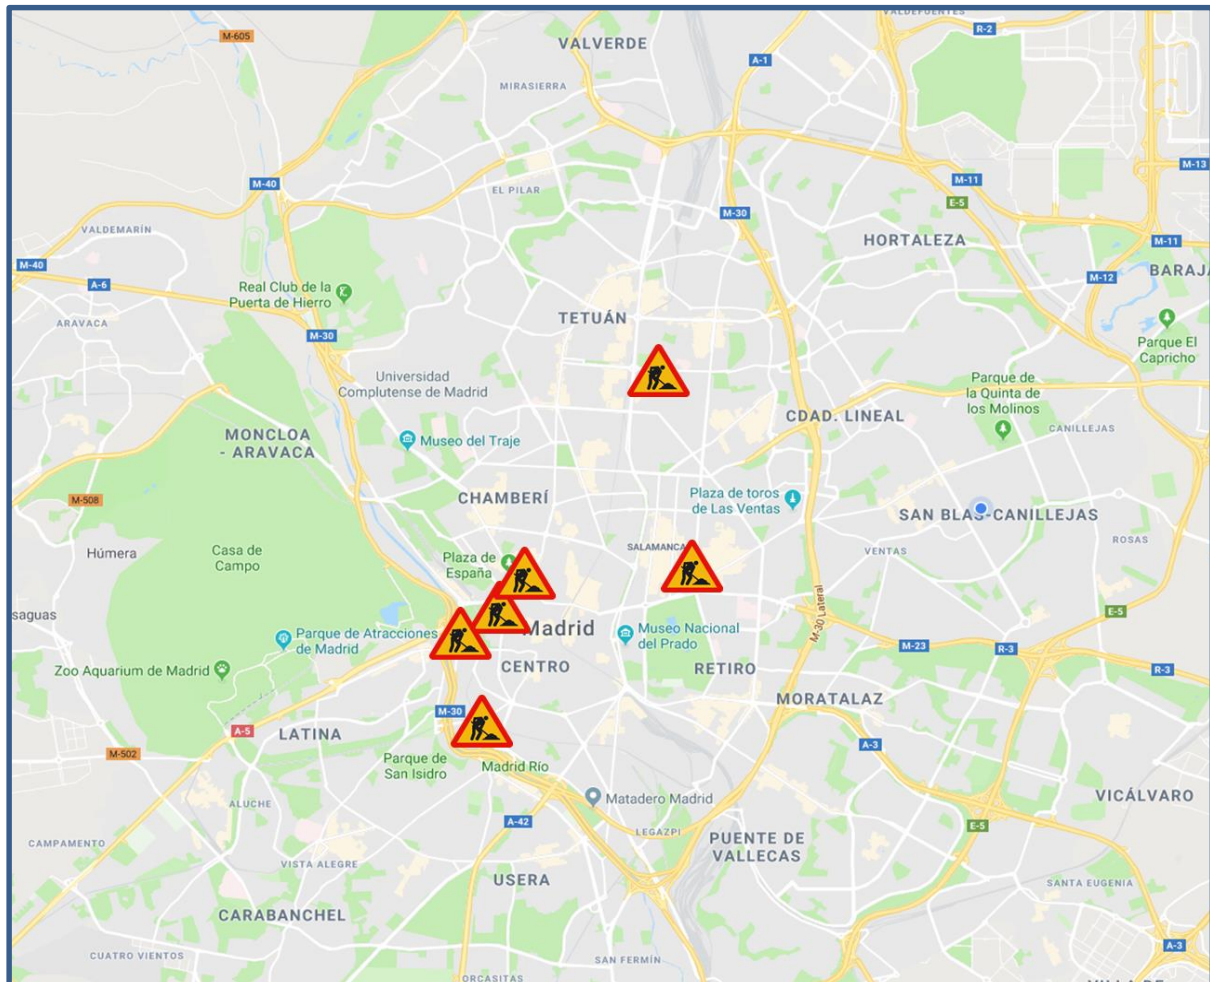 VALDEFUENTES
M-605
R-2
VALVERDE
A-1
MIRASIERRA
M-13
M-40
M-11
EL PILAR
E-5
M-30
VALDEMARÍN
HORTALEZA
M-11
M-40
BARAJA
A-6
M-12
Real Club de la
Puerta de Hierro
TETUÁN
ARAVACA
M-30
Parque El
Capricho
Universidad
Complutense de Madrid
Parque de
la Quinta de
los Molinos
CDAD. LINEAL
CANILLEJAS
MONCLOA
- ARAVACA
Museo del Traje
M-508
CHAMBERÍ
Plaza de toros
de Las Ventas
SAN BLAS-CANILLEJAS
ROSAS
Húmera
Casa de
Campo
Plaza de
España
SALAMANCA
VENTAS
saguas
M-30 Lateral
E-5
Parque de Atracciones
de Madrid
Madrid
Museo Nacional
del Prado
M-23
R-3
Zoo Aquarium de Madrid
CENTRO
RETIRO
R-3
MORATALAZ
M-30
A-5
LATINA
A-3
M-502
Parque de
San Isidro
Madrid Río
Matadero Madrid
VICÁLVARO
ALUCHE
A-42
LEGAZPI
E-5
CAMPAMENTO
PUENTE DE
VALLECAS
VISTA ALEGRE
USERA
SANTA EUGENIA
CARABANCHEL
A-3
CUATRO VIENTOS
SAN FERMÍN
ORCASITAS
VILLA DE